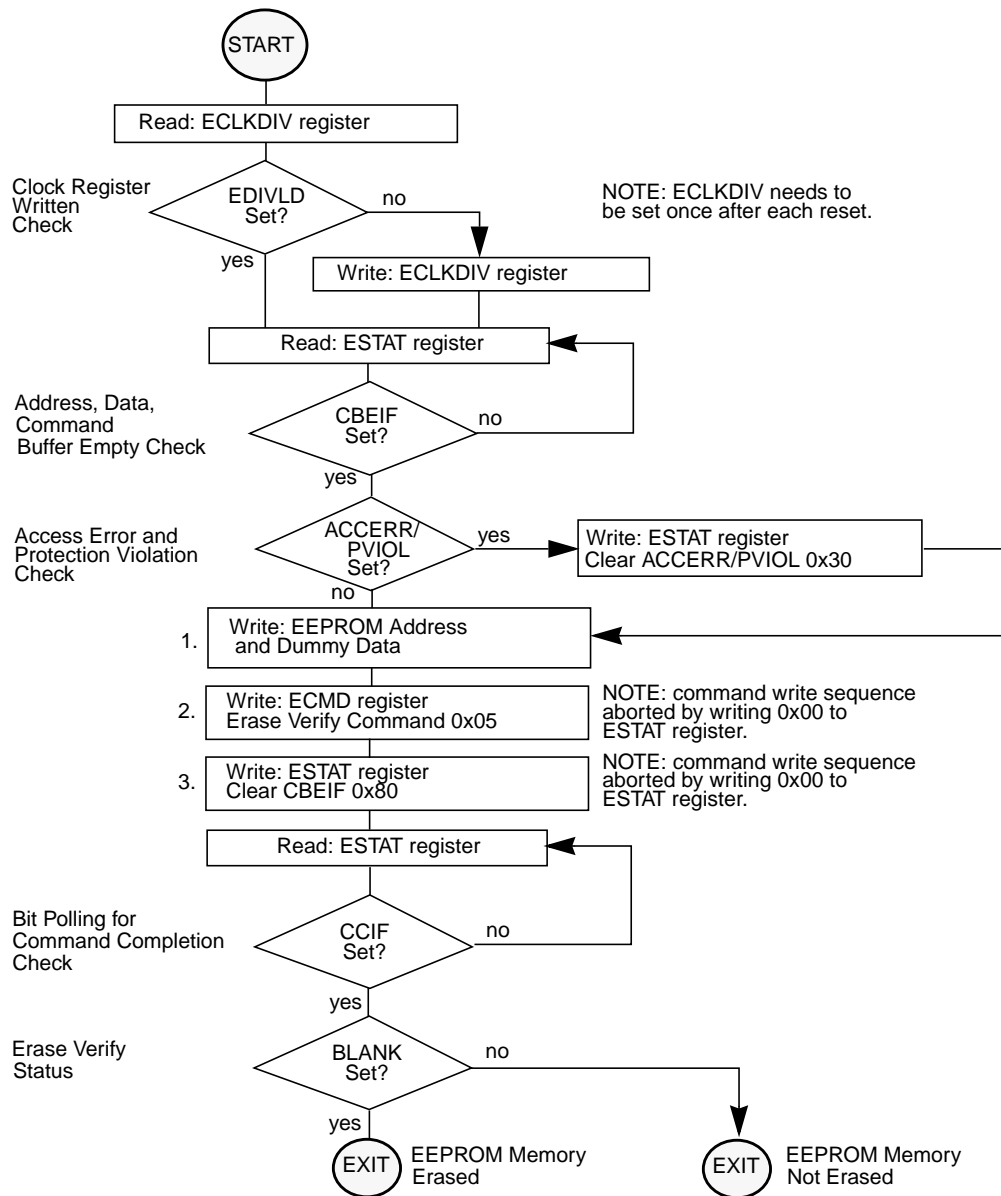 START
Read: ECLKDIV register
Clock Register
Written
Check
EDIVLD
Set?
no
yes
NOTE: ECLKDIV needs to
be set once after each reset.
Write: ECLKDIV register
Read: ESTAT register
Address, Data,
Command
Buffer Empty Check
CBEIF
Set?
no
yes
Access Error and
Protection Violation
Check
ACCERR/
PVIOL
Set?
yes
no
Write: ESTAT register
Clear ACCERR/PVIOL 0x30
1.
Write: EEPROM Address
and Dummy Data
2.
Write: ECMD register
Erase Verify Command 0x05
NOTE: command write sequence
aborted by writing 0x00 to
ESTAT register.
3.
Write: ESTAT register
Clear CBEIF 0x80
NOTE: command write sequence
aborted by writing 0x00 to
ESTAT register.
Read: ESTAT register
Bit Polling for
Command Completion
Check
CCIF
Set?
no
yes
Erase Verify
Status
BLANK
Set?
no
yes
EXIT
EEPROM Memory
Erased
EXIT
EEPROM Memory
Not Erased